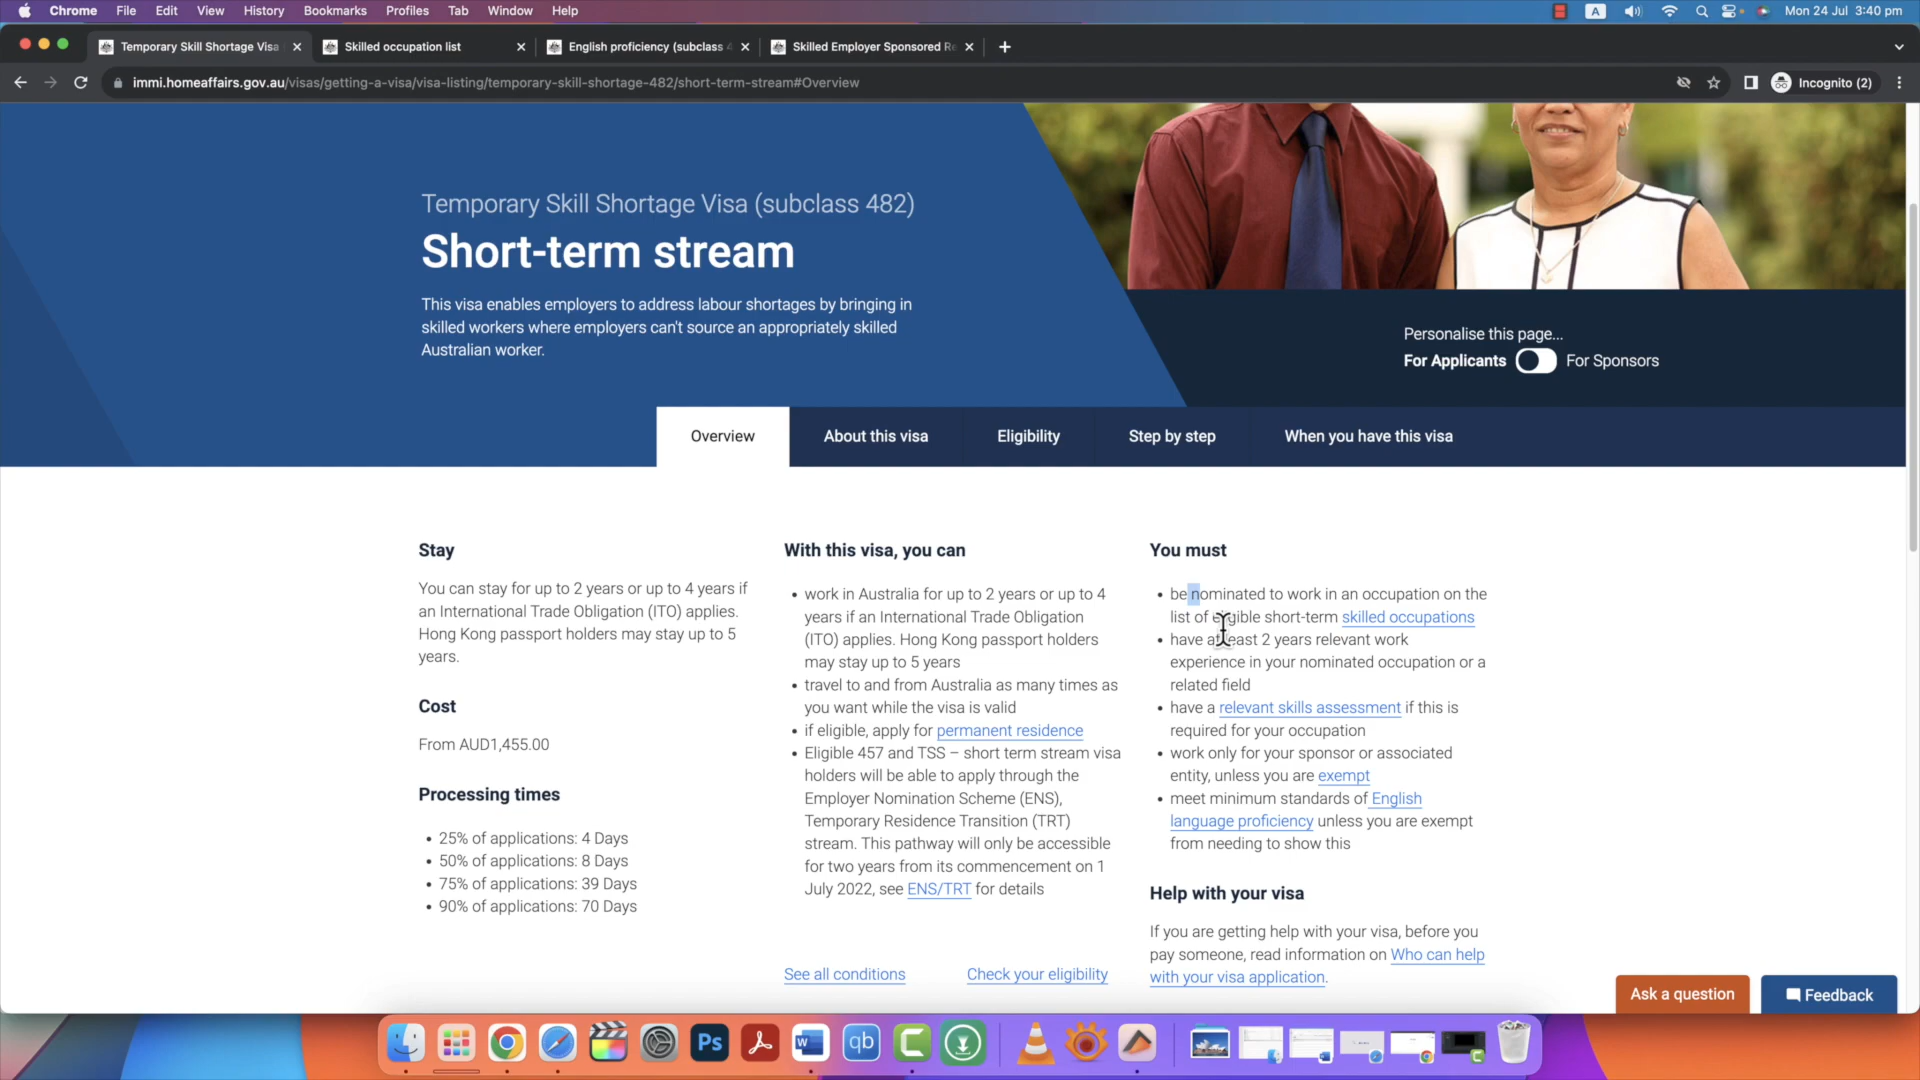 Chrome File Edit View History Bookmarks Profiles Tab Window Help
A
Mon 24 Jul 3:40 pm
Temporary Skill Shortage Visa
Skilled occupation list
English proficiency (subclass 4
Skilled Employer Sponsored Re
immi.homeaffairs.gov.au/visas/getting-a-visa/visa-listing/temporary-skill-shortage-482/short-term-stream#Overview
Incognito (2)
Temporary Skill Shortage Visa (subclass 482)
Short-term stream
This visa enables employers to address labour shortages by bringing in
skilled workers where employers can't source an appropriately skilled
Australian worker.
Personalise this page...
For Applicants
For Sponsors
Overview
About this visa
Eligibility
Step by step
When you have this visa
Stay
You can stay for up to 2 years or up to 4 years if
an International Trade Obligation (ITO) applies.
Hong Kong passport holders may stay up to 5
years.
Cost
From AUD1,455.00
Processing times
• 25% of applications: 4 Days
• 50% of applications: 8 Days
• 75% of applications: 39 Days
• 90% of applications: 70 Days
With this visa, you can
• work in Australia for up to 2 years or up to 4
years if an International Trade Obligation
(ITO) applies. Hong Kong passport holders
may stay up to 5 years
• travel to and from Australia as many times as
you want while the visa is valid
• if eligible, apply for permanent residence
• Eligible 457 and TSS – short term stream visa
holders will be able to apply through the
Employer Nomination Scheme (ENS),
Temporary Residence Transition (TRT)
stream. This pathway will only be accessible
for two years from its commencement on 1
July 2022, see ENS/TRT for details
See all conditions
Check your eligibility
You must
• be nominated to work in an occupation on the
list of eligible short-term skilled occupations
• have at least 2 years relevant work
experience in your nominated occupation or a
related field
• have a relevant skills assessment if this is
required for your occupation
• work only for your sponsor or associated
entity, unless you are exempt
• meet minimum standards of English
language proficiency unless you are exempt
from needing to show this
Help with your visa
If you are getting help with your visa, before you
pay someone, read information on Who can help
with your visa application.
Ask a question
Feedback
Ps
W
qb